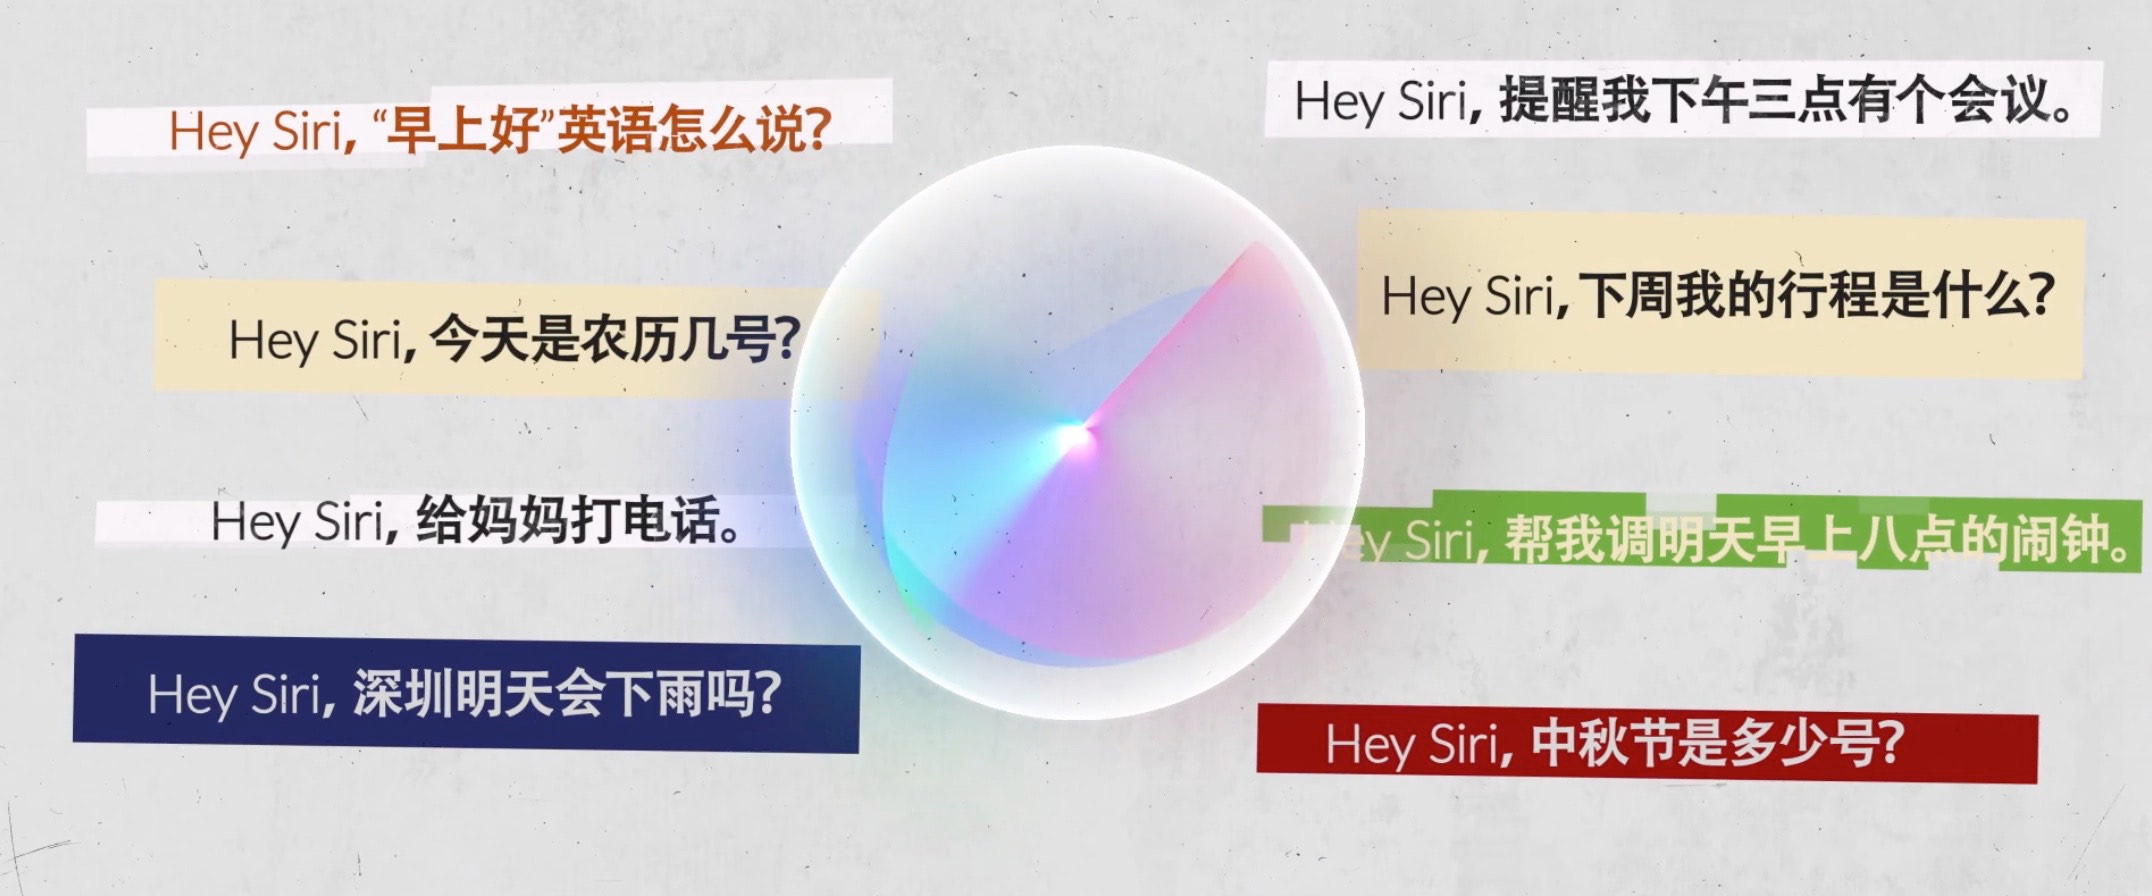 Hey Siri, “早上好”英语怎么说?
Hey Siri, 今天是农历几号?
Hey Siri, 给妈妈打电话。
Hey Siri, 深圳明天会下雨吗?
Hey Siri, 提醒我下午三点有个会议。
Hey Siri, 下周我的行程是什么?
Hey Siri, 帮我调明天早上八点的闹钟。
Hey Siri, 中秋节是多少号?